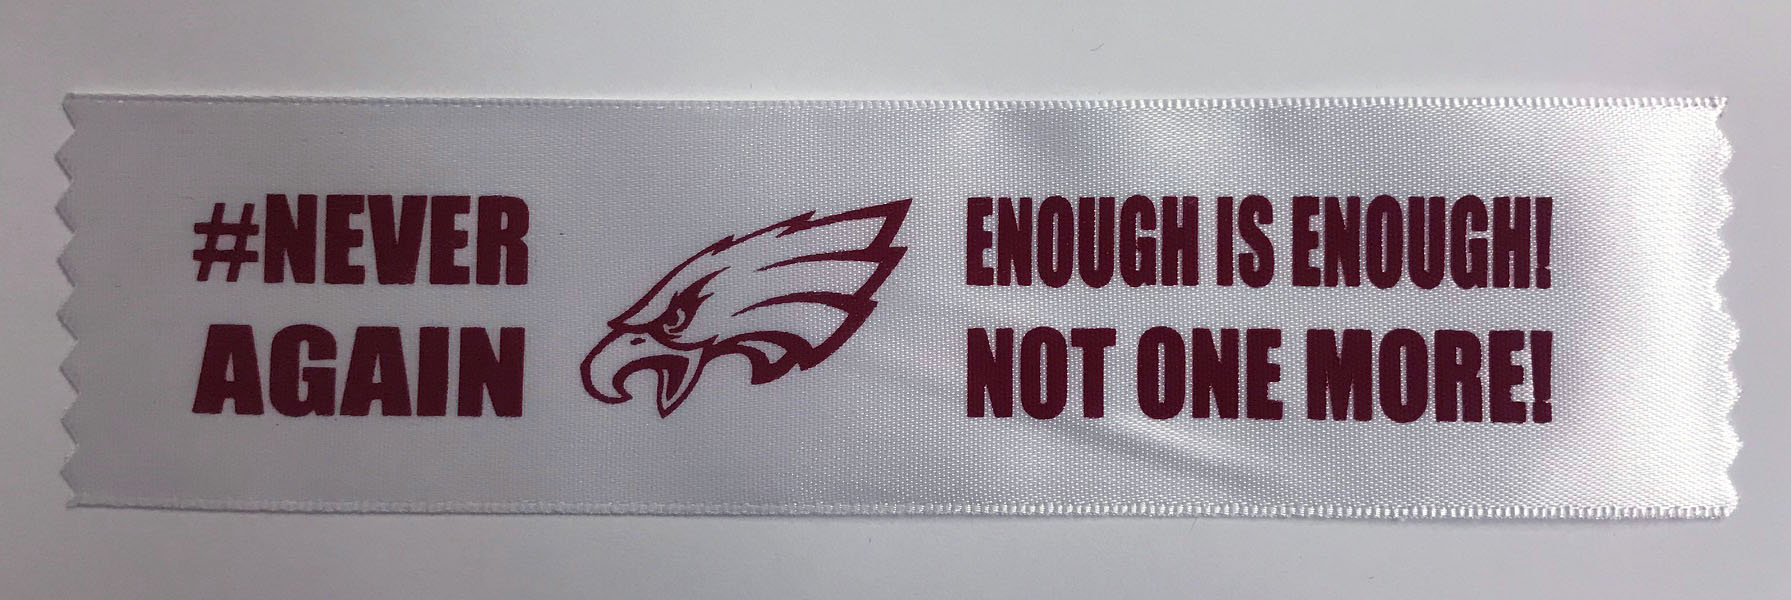 #NEVER
AGAIN
ENOUGH IS ENOUGH!
NOT ONE MORE!